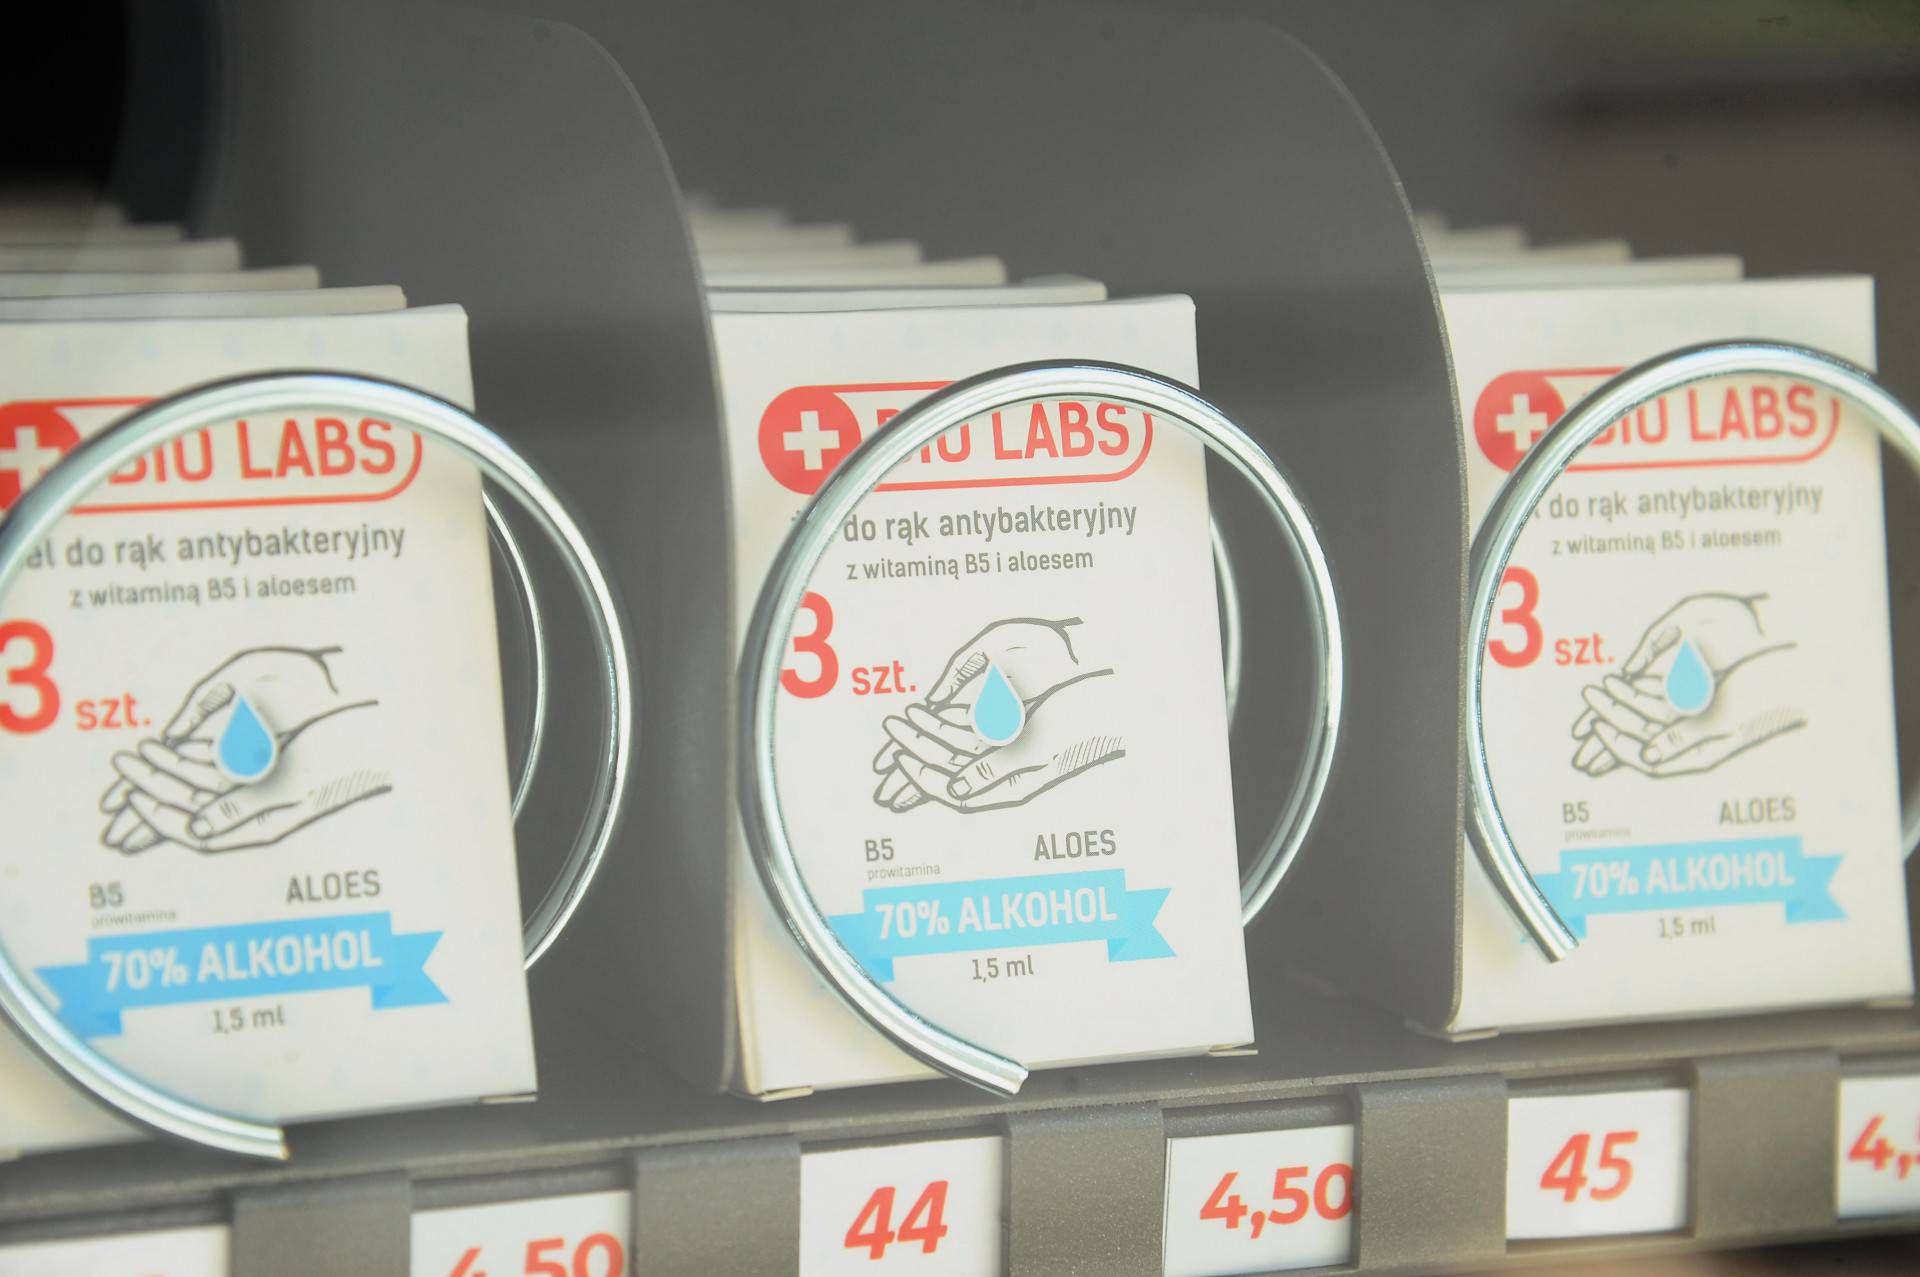 BIO LABS
el do rąk antybakteryjny
z witaminą B5 i aloesem
3 szt.
B5 ALOES
prowitamina
70% ALKOHOL
1,5 ml
BIO LABS
do rąk antybakteryjny
z witaminą B5 i aloesem
3 szt.
B5 ALOES
prowitamina
70% ALKOHOL
1,5 ml
BIO LABS
do rąk antybakteryjny
z witaminą B5 i aloesem
3 szt.
B5 ALOES
prowitamina
70% ALKOHOL
1,5 ml
4,50
44
4,50
45
4,